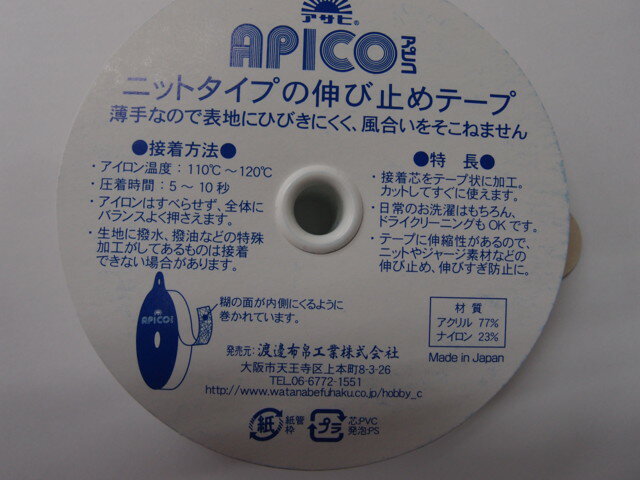 アサヒ®
APICO アピコ
ニットタイプの伸び止めテープ
薄手なので表地にひびきにくく、風合いをそこねません
●接着方法●
・アイロン温度：110℃～120℃
・圧着時間：5～10秒
・アイロンはすべらせず、全体に
バランスよく押さえます。
・生地に撥水、撥油などの特殊
加工がしてあるものは接着
できない場合があります。
●特 長●
・接着芯をテープ状に加工。
カットしてすぐに使えます。
・日常のお洗濯はもちろん、
ドライクリーニングもOKです。
・テープに伸縮性があるので、
ニットやジャージ素材などの
伸び止め、伸びすぎ防止に。
APICO
糊の面が内側にくるように
巻かれています。
材 質
アクリル 77%
ナイロン 23%
Made in Japan
発売元：渡邊布帛工業株式会社
大阪市天王寺区上本町8-3-26
TEL.06-6772-1551
http://www.watanabefuhaku.co.jp/hobby_c
紙 紙管 枠
プラ 芯:PVC 発泡:PS